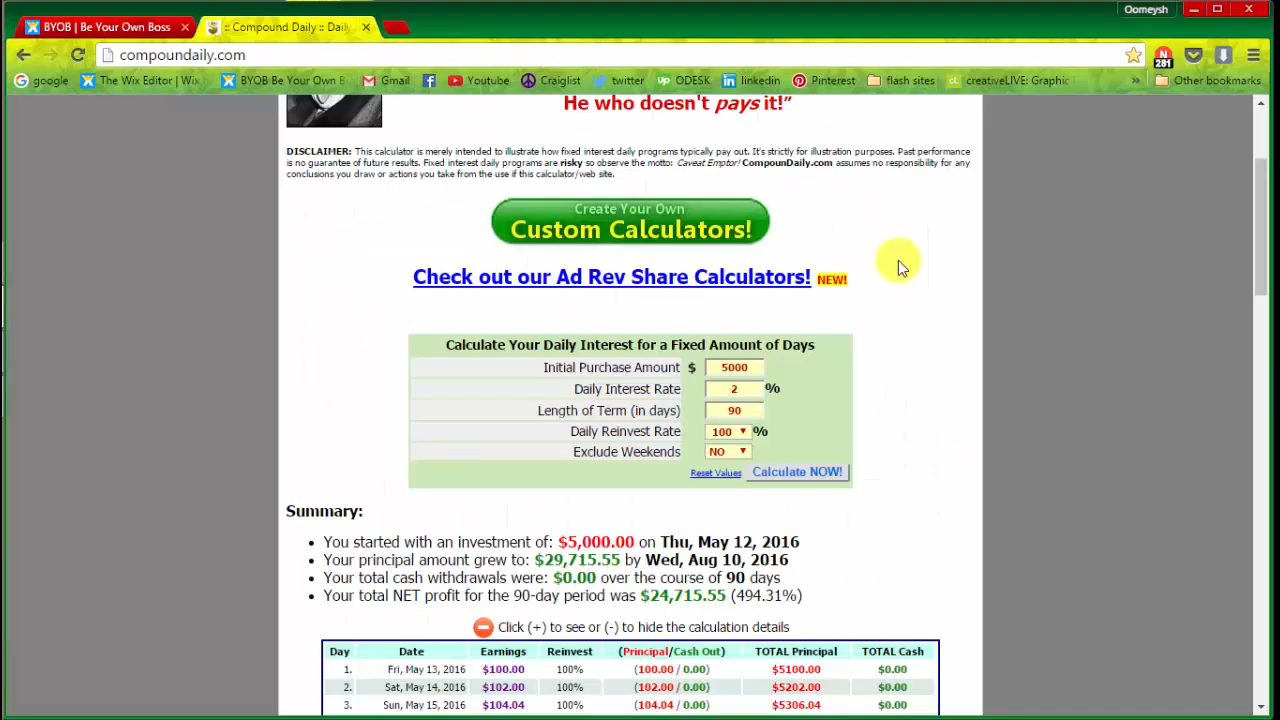 Oomeysh
BYOB | Be Your Own Boss
:: Compound Daily :: Daily
compoundaily.com
281
google
The Wix Editor | Wix
BYOB Be Your Own B
Gmail
Youtube
Craiglist
twitter
Up ODESK
linkedin
Pinterest
flash sites
cL creativeLIVE: Graphic
»
Other bookmarks
He who doesn't pays it!”
DISCLAIMER: This calculator is merely intended to illustrate how fixed interest daily programs typically pay out. It's strictly for illustration purposes. Past performance
is no guarantee of future results. Fixed interest daily programs are risky so observe the motto: Caveat Emptor! CompounDaily.com assumes no responsibility for any
conclusions you draw or actions you take from the use if this calculator/web site.
Create Your Own
Custom Calculators!
Check out our Ad Rev Share Calculators! NEW!
Calculate Your Daily Interest for a Fixed Amount of Days
Initial Purchase Amount $ 5000
Daily Interest Rate 2 %
Length of Term (in days) 90
Daily Reinvest Rate 100 %
Exclude Weekends NO
Reset Values Calculate NOW!
Summary:
• You started with an investment of: $5,000.00 on Thu, May 12, 2016
• Your principal amount grew to: $29,715.55 by Wed, Aug 10, 2016
• Your total cash withdrawals were: $0.00 over the course of 90 days
• Your total NET profit for the 90-day period was $24,715.55 (494.31%)
Click (+) to see or (-) to hide the calculation details
Day Date Earnings Reinvest (Principal/Cash Out) TOTAL Principal TOTAL Cash
1. Fri, May 13, 2016 $100.00 100% (100.00 / 0.00) $5100.00 $0.00
2. Sat, May 14, 2016 $102.00 100% (102.00 / 0.00) $5202.00 $0.00
3. Sun, May 15, 2016 $104.04 100% (104.04 / 0.00) $5306.04 $0.00